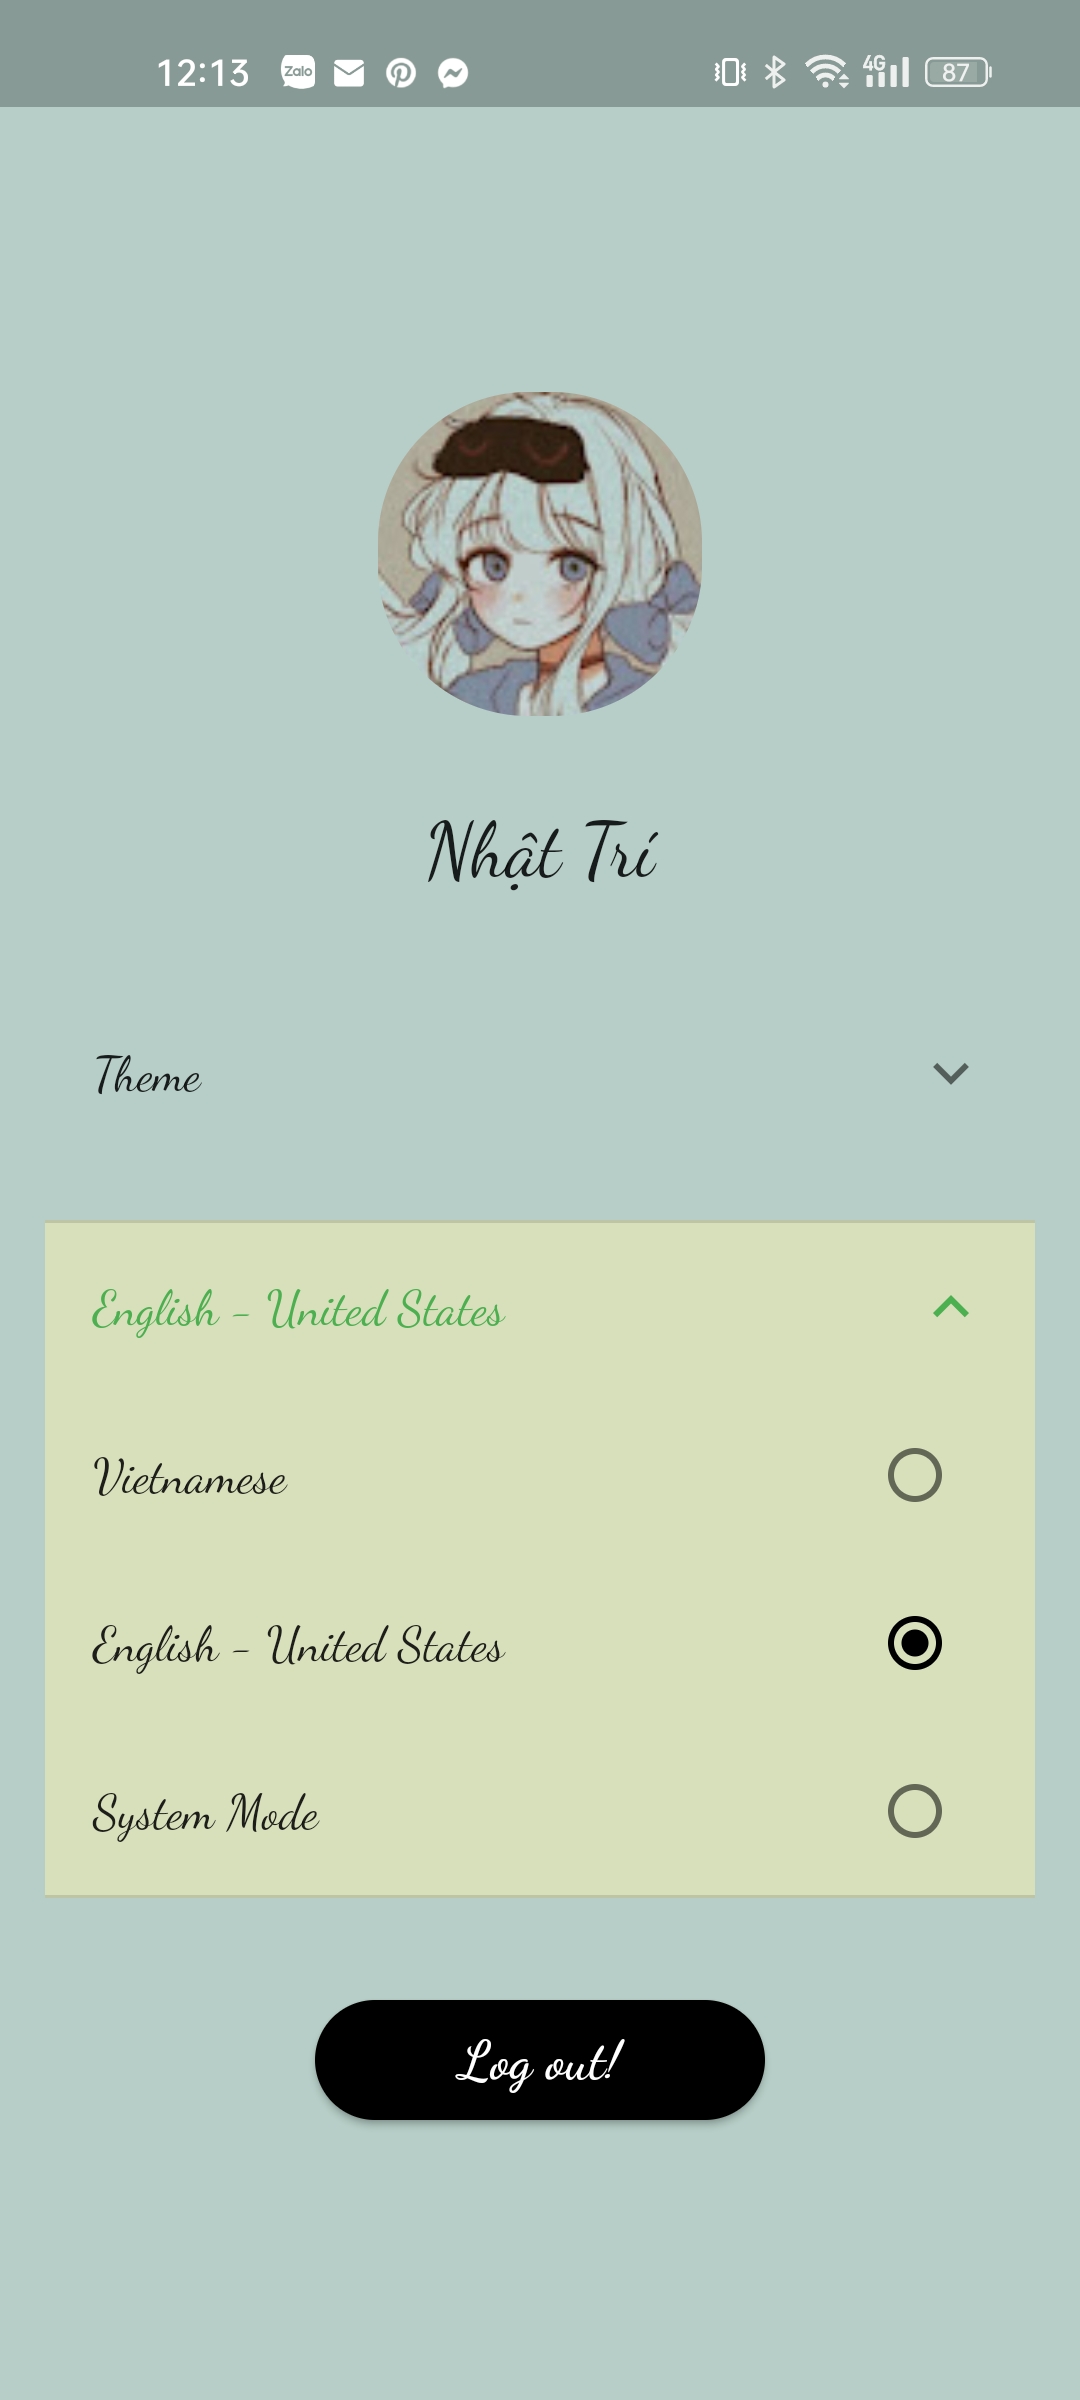 12:13 Zalo 4G 87
Nhật Trí
Theme
English - United States
Vietnamese
English - United States
System Mode
Log out!